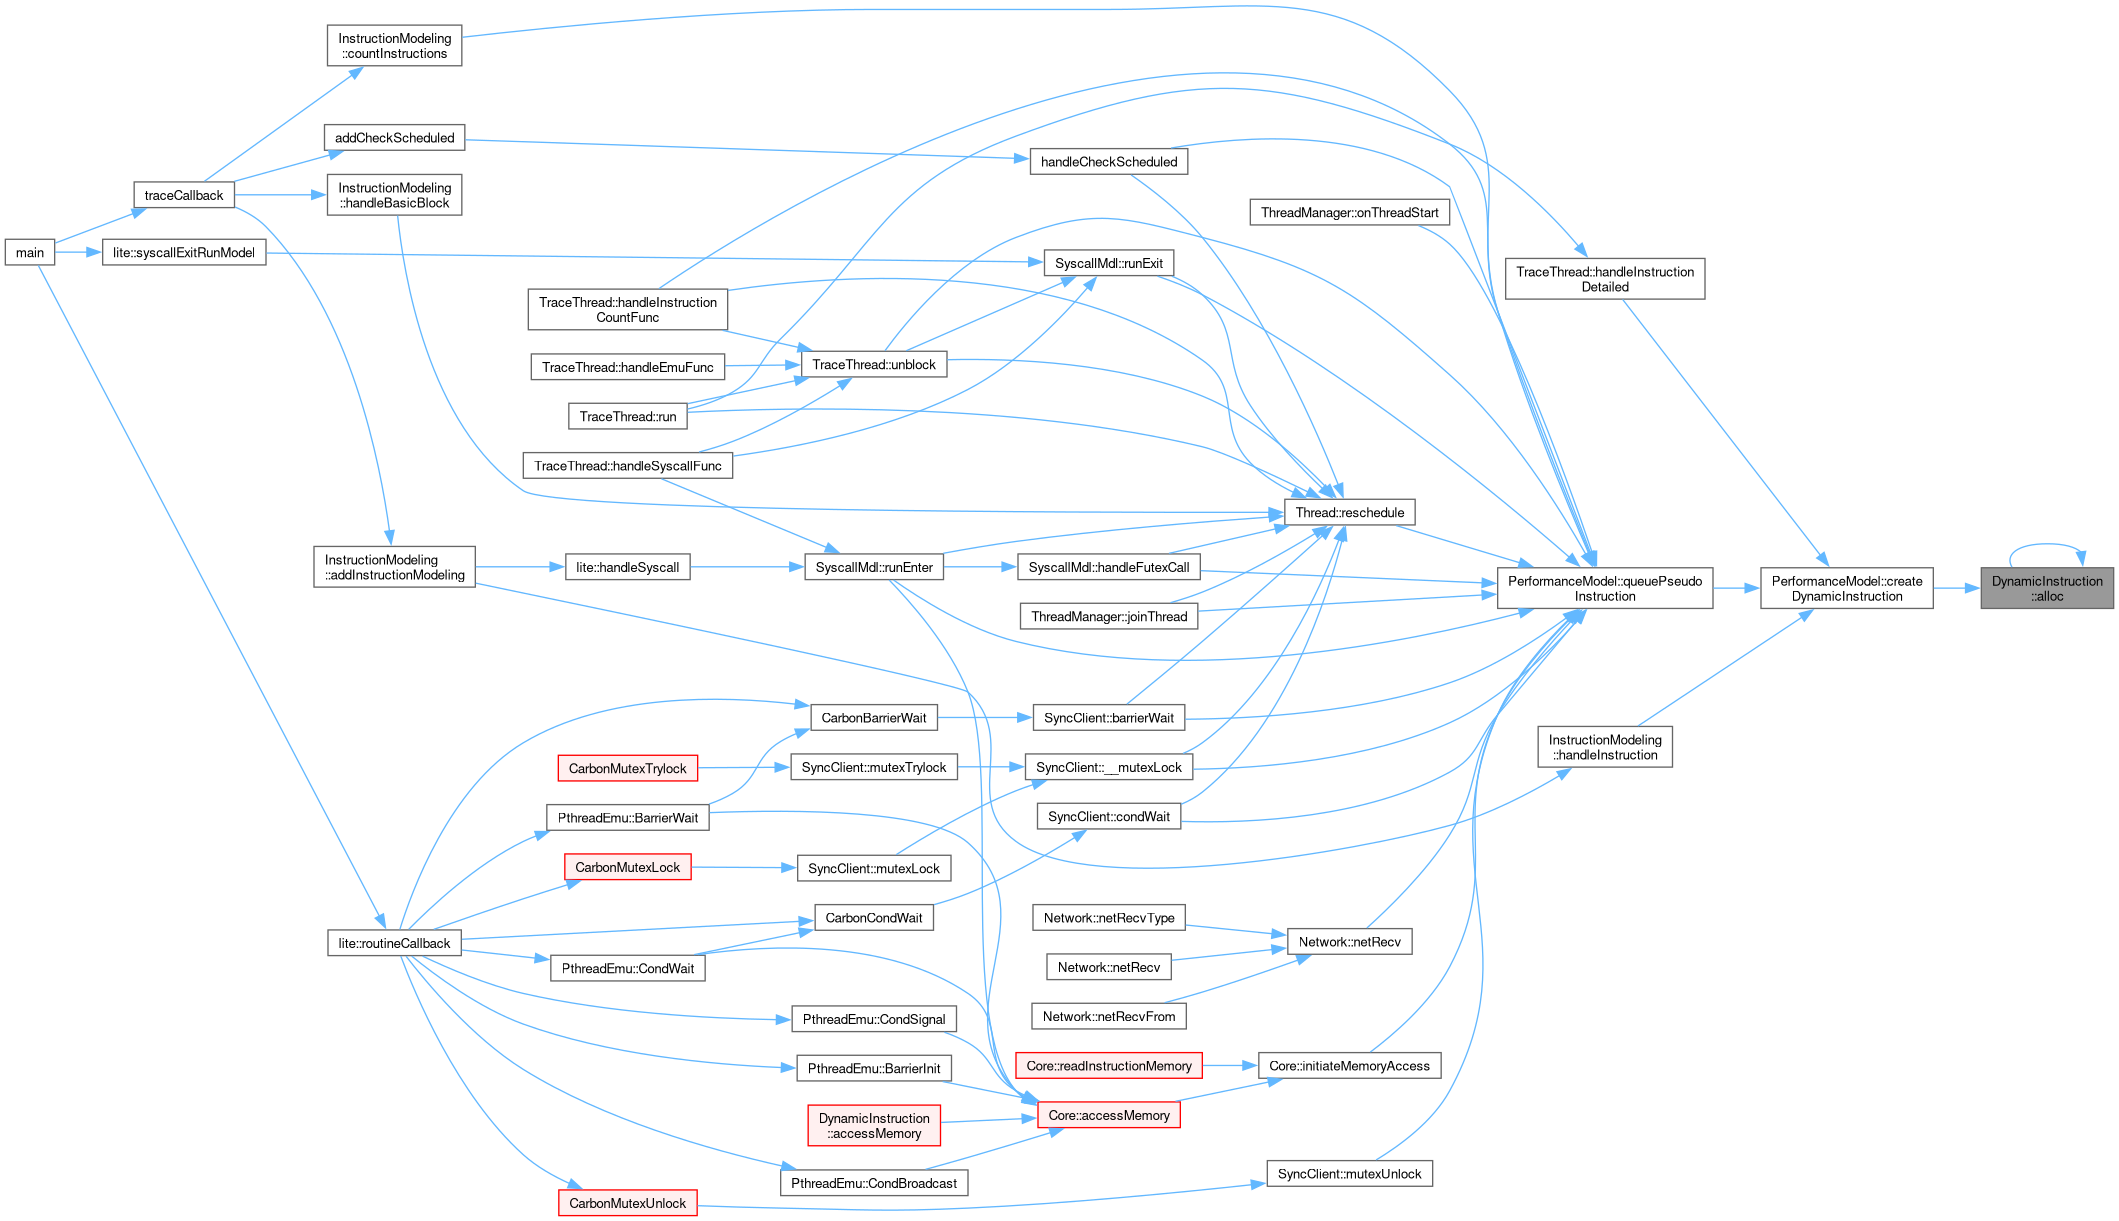 InstructionModeling
::countInstructions
addCheckScheduled
traceCallback
InstructionModeling
::handleBasicBlock
main
lite::syscallExitRunModel
handleCheckScheduled
ThreadManager::onThreadStart
SyscallMdl::runExit
TraceThread::handleInstruction
Detailed
TraceThread::handleInstruction
CountFunc
TraceThread::handleEmuFunc
TraceThread::unblock
TraceThread::run
TraceThread::handleSyscallFunc
Thread::reschedule
InstructionModeling
::addInstructionModeling
lite::handleSyscall
SyscallMdl::runEnter
SyscallMdl::handleFutexCall
ThreadManager::joinThread
PerformanceModel::queuePseudo
Instruction
PerformanceModel::create
DynamicInstruction
DynamicInstruction
::alloc
CarbonBarrierWait
SyncClient::barrierWait
InstructionModeling
::handleInstruction
CarbonMutexTrylock
SyncClient::mutexTrylock
SyncClient::__mutexLock
PthreadEmu::BarrierWait
SyncClient::condWait
CarbonMutexLock
SyncClient::mutexLock
CarbonCondWait
Network::netRecvType
lite::routineCallback
Network::netRecv
PthreadEmu::CondWait
Network::netRecv
PthreadEmu::CondSignal
Network::netRecvFrom
PthreadEmu::BarrierInit
Core::readInstructionMemory
Core::initiateMemoryAccess
DynamicInstruction
::accessMemory
Core::accessMemory
PthreadEmu::CondBroadcast
SyncClient::mutexUnlock
CarbonMutexUnlock